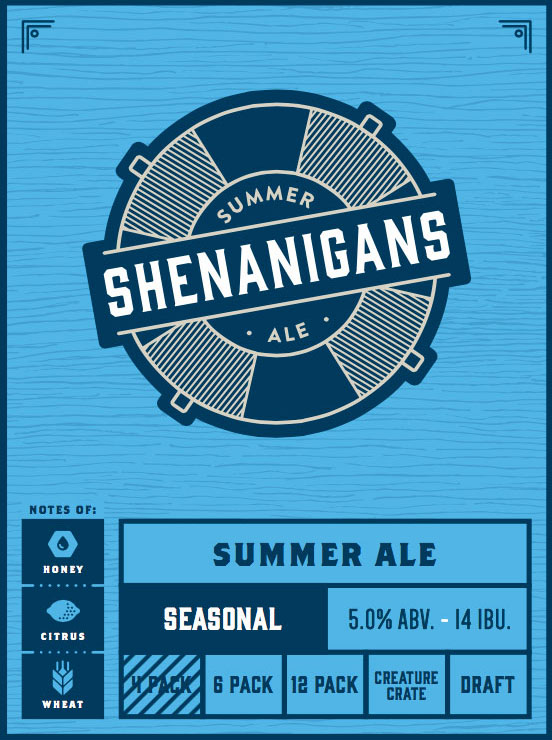 SUMMER
SHENANIGANS
· ALE ·
NOTES OF:
HONEY
CITRUS
WHEAT
SUMMER ALE
SEASONAL
5.0% ABV. - 14 IBU.
4 PACK
6 PACK
12 PACK
CREATURE
CRATE
DRAFT